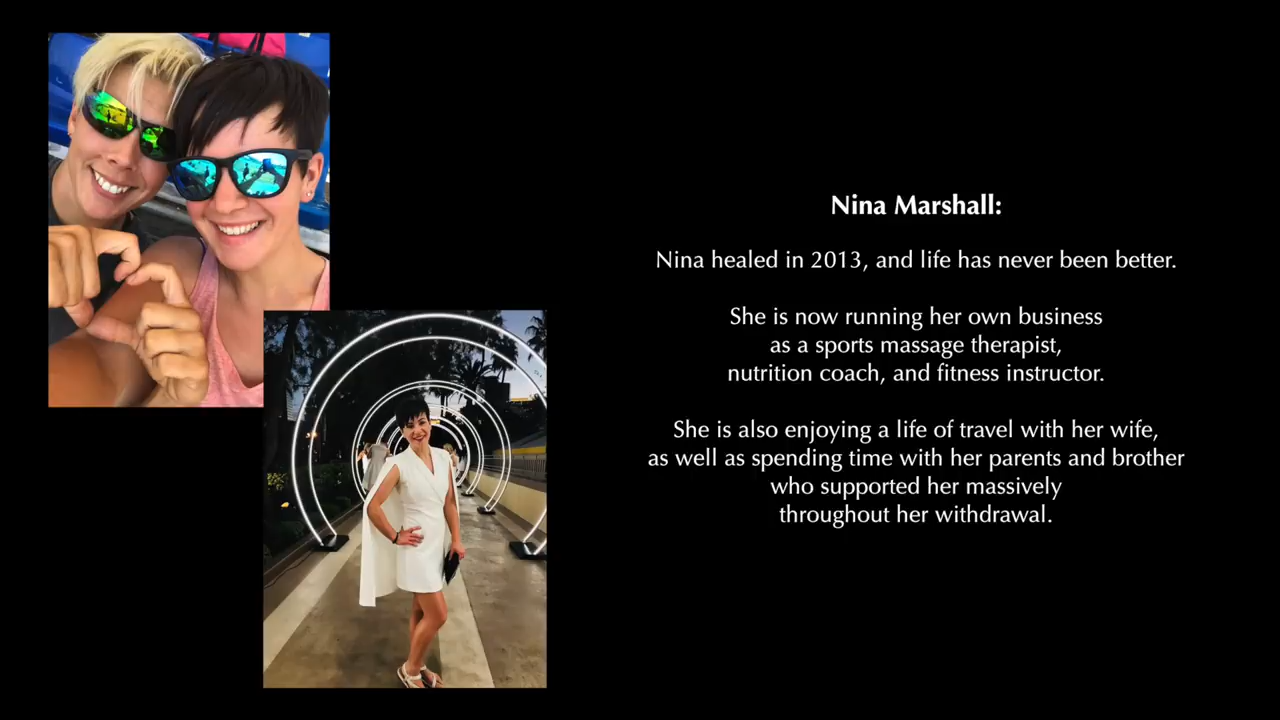 Nina Marshall:
Nina healed in 2013, and life has never been better.
She is now running her own business
as a sports massage therapist,
nutrition coach, and fitness instructor.
She is also enjoying a life of travel with her wife,
as well as spending time with her parents and brother
who supported her massively
throughout her withdrawal.